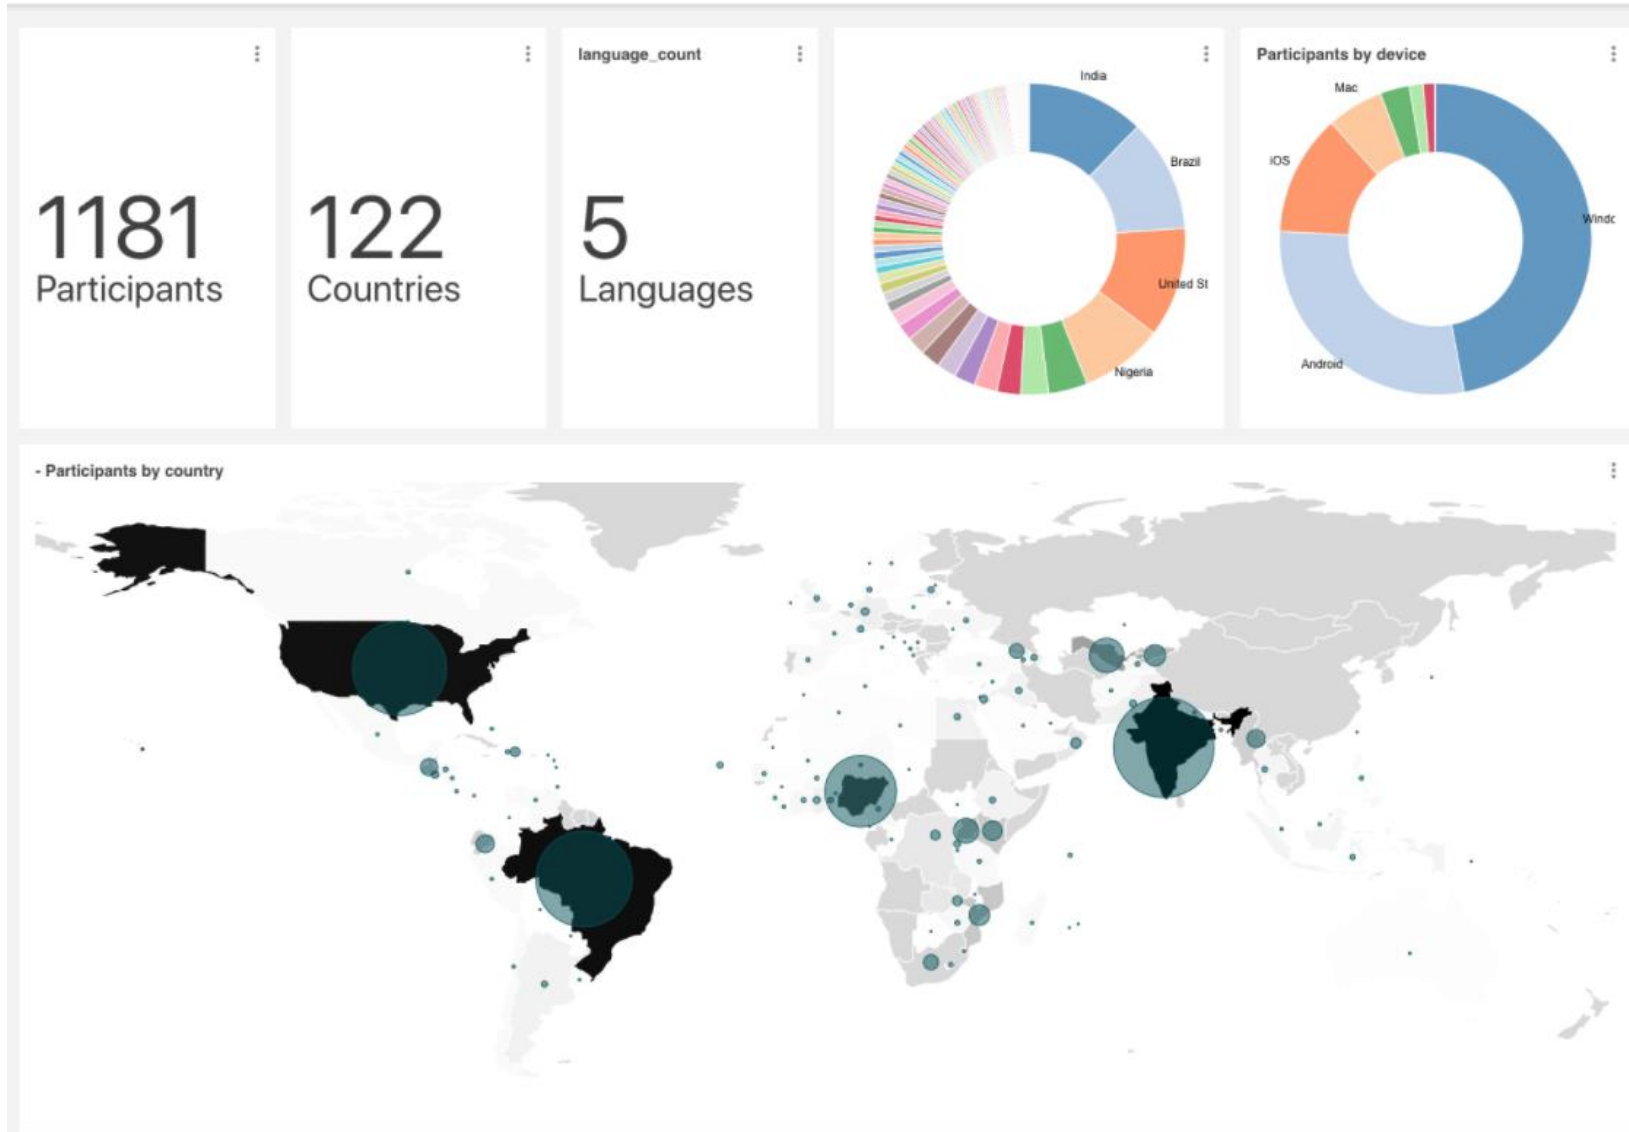 1181
Participants
122
Countries
language_count
5
Languages
India
Brazil
United St
Nigeria
Participants by device
Mac
iOS
Windc
Android
- Participants by country